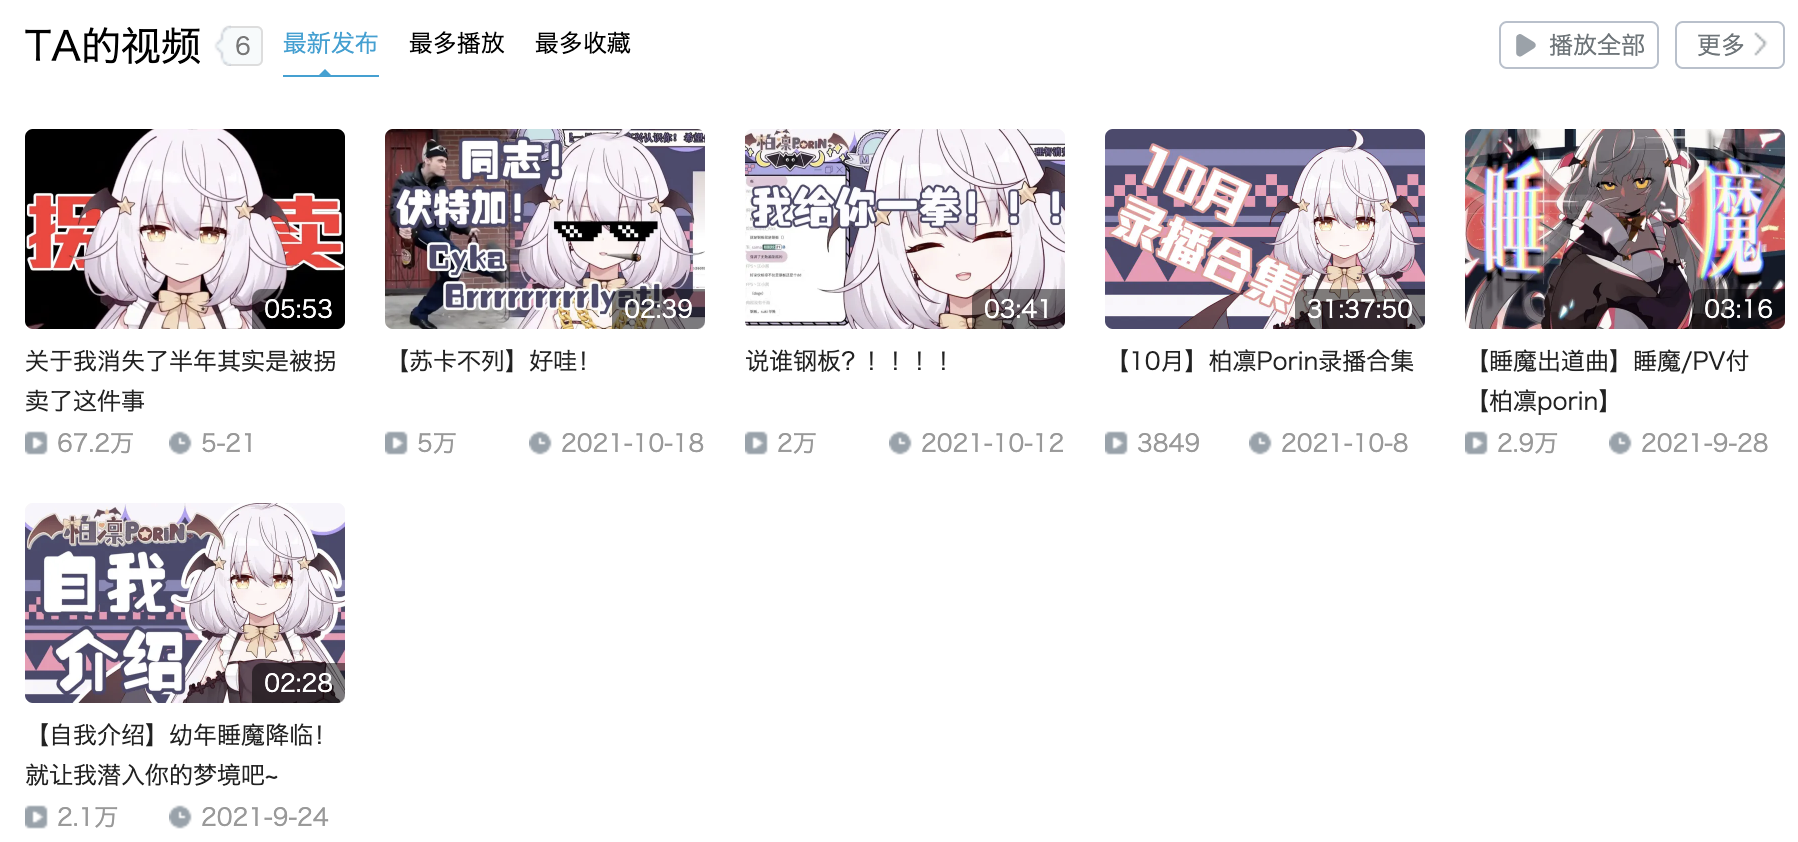 TA的视频 6 最新发布 最多播放 最多收藏 播放全部 更多
拐 卖
05:53
关于我消失了半年其实是被拐
卖了这件事
67.2万 5-21
同志!
伏特加!
Cyka
02:39
【苏卡不列】好哇!
5万 2021-10-18
柏凛PORiN
我给你一拳!!!
03:41
说谁钢板?!!!!
2万 2021-10-12
10月
录播合集
31:37:50
【10月】柏凛Porin录播合集
3849 2021-10-8
睡魔
03:16
【睡魔出道曲】睡魔/PV付
【柏凛porin】
2.9万 2021-9-28
柏凛PORiN
自我
介绍
02:28
【自我介绍】幼年睡魔降临!
就让我潜入你的梦境吧~
2.1万 2021-9-24